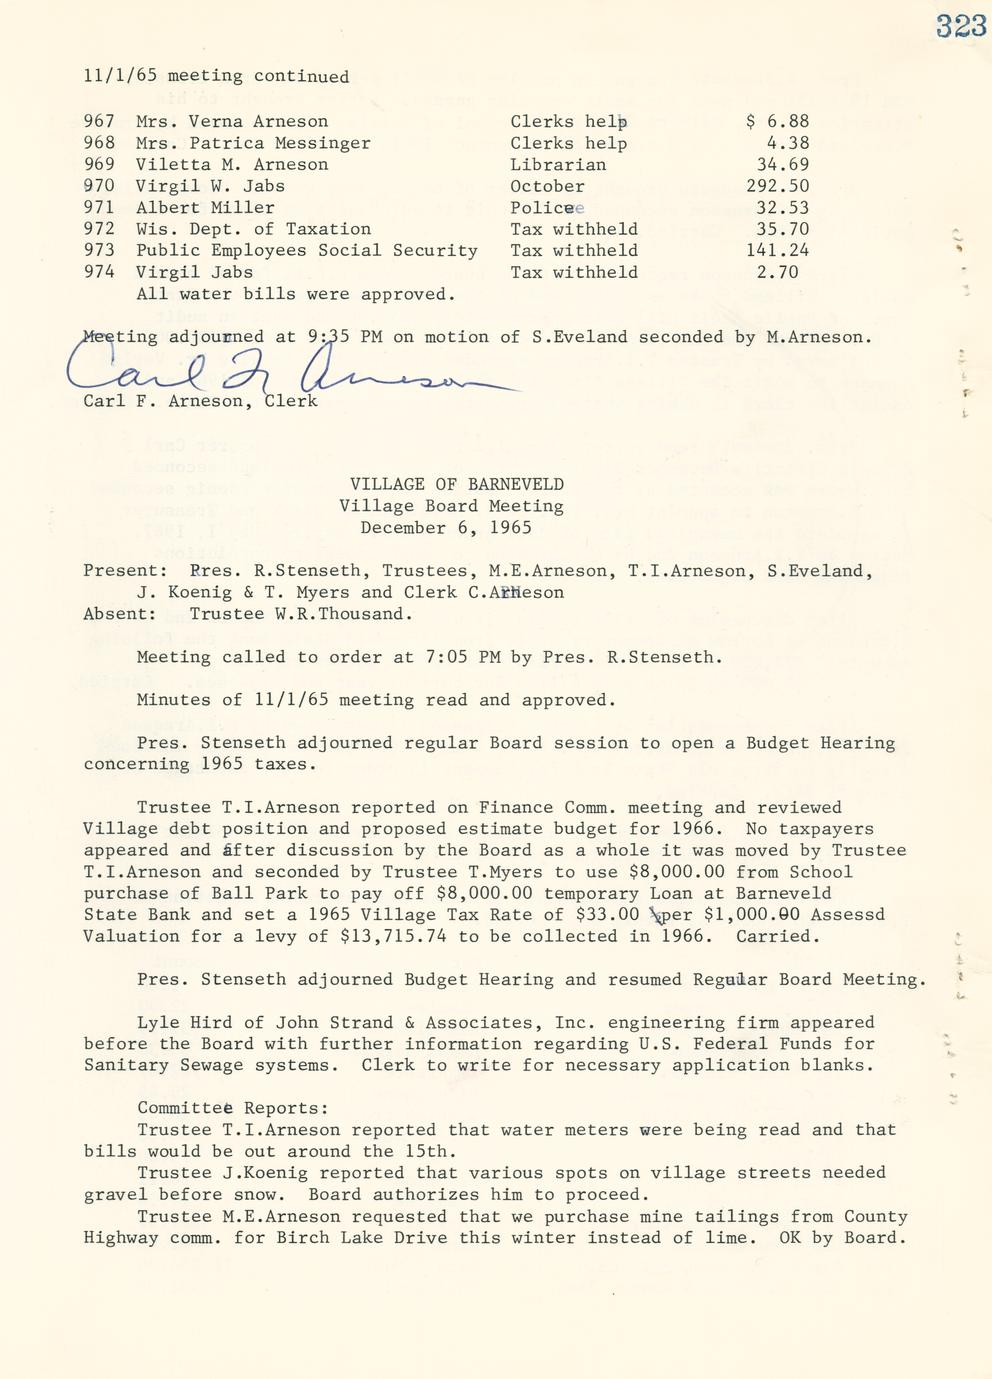 323
11/1/65 meeting continued
967 Mrs. Verna Arneson Clerks help $ 6.88
968 Mrs. Patrica Messinger Clerks help 4.38
969 Viletta M. Arneson Librarian 34.69
970 Virgil W. Jabs October 292.50
971 Albert Miller Police 32.53
972 Wis. Dept. of Taxation Tax withheld 35.70
973 Public Employees Social Security Tax withheld 141.24
974 Virgil Jabs Tax withheld 2.70
All water bills were approved.
Meeting adjourned at 9:35 PM on motion of S.Eveland seconded by M.Arneson.
Carl F. Arneson
Carl F. Arneson, Clerk
VILLAGE OF BARNEVELD
Village Board Meeting
December 6, 1965
Present: Pres. R.Stenseth, Trustees, M.E.Arneson, T.I.Arneson, S.Eveland,
J. Koenig & T. Myers and Clerk C.Arneson
Absent: Trustee W.R.Thousand.
Meeting called to order at 7:05 PM by Pres. R.Stenseth.
Minutes of 11/1/65 meeting read and approved.
Pres. Stenseth adjourned regular Board session to open a Budget Hearing
concerning 1965 taxes.
Trustee T.I.Arneson reported on Finance Comm. meeting and reviewed
Village debt position and proposed estimate budget for 1966. No taxpayers
appeared and after discussion by the Board as a whole it was moved by Trustee
T.I.Arneson and seconded by Trustee T.Myers to use $8,000.00 from School
purchase of Ball Park to pay off $8,000.00 temporary Loan at Barneveld
State Bank and set a 1965 Village Tax Rate of $33.00 per $1,000.00 Assessd
Valuation for a levy of $13,715.74 to be collected in 1966. Carried.
Pres. Stenseth adjourned Budget Hearing and resumed Regular Board Meeting.
Lyle Hird of John Strand & Associates, Inc. engineering firm appeared
before the Board with further information regarding U.S. Federal Funds for
Sanitary Sewage systems. Clerk to write for necessary application blanks.
Committee Reports:
Trustee T.I.Arneson reported that water meters were being read and that
bills would be out around the 15th.
Trustee J.Koenig reported that various spots on village streets needed
gravel before snow. Board authorizes him to proceed.
Trustee M.E.Arneson requested that we purchase mine tailings from County
Highway comm. for Birch Lake Drive this winter instead of lime. OK by Board.